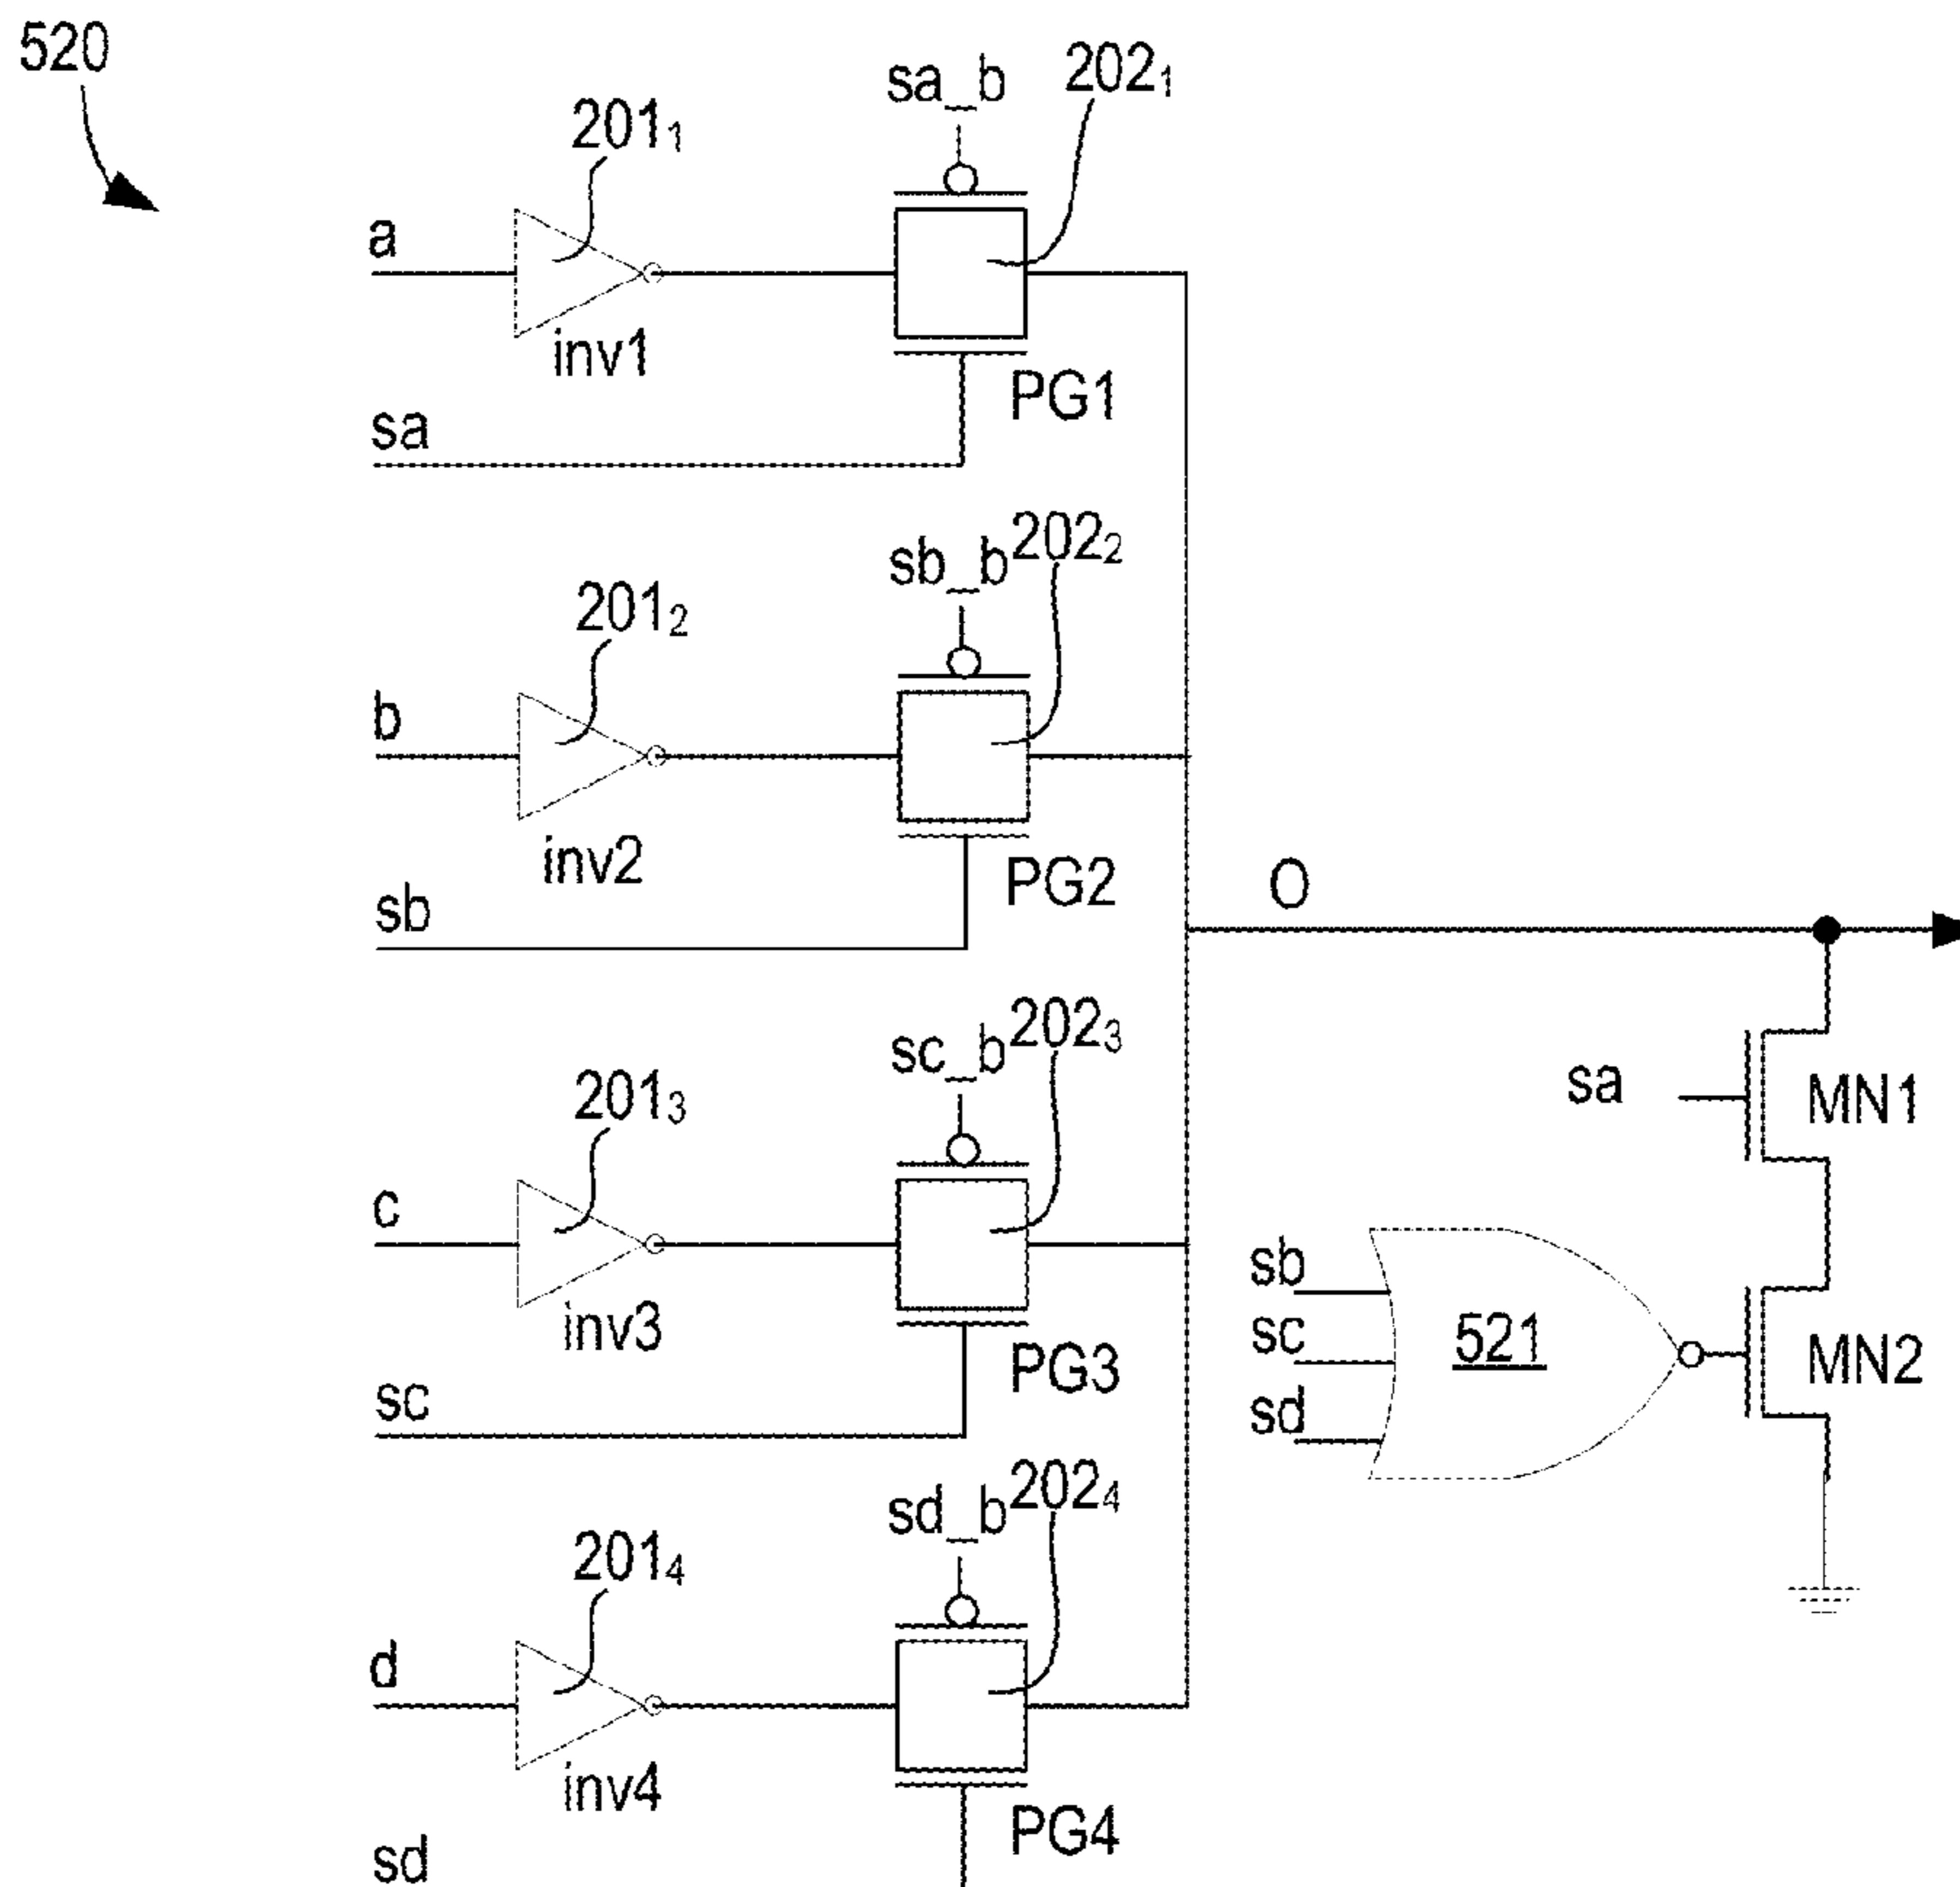 520
sa_b
202₁
201₁
a
inv1
PG1
sa
sb_b
202₂
201₂
b
inv2
PG2
sb
O
sc_b
202₃
201₃
c
inv3
PG3
sc
sa
MN1
sb
sc
sd
521
MN2
sd_b
202₄
201₄
d
inv4
PG4
sd